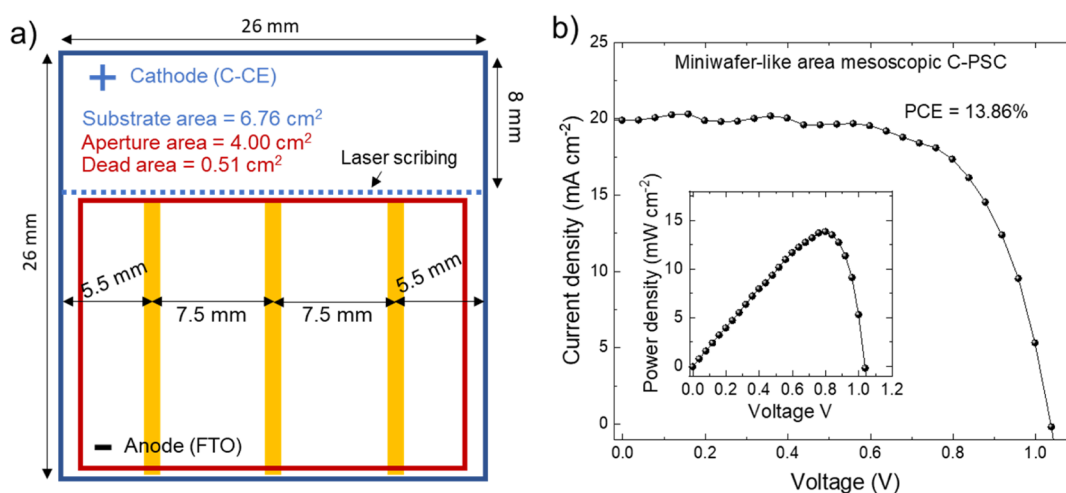 a)
26 mm
+ Cathode (C-CE)
Substrate area = 6.76 cm²
Aperture area = 4.00 cm²
Dead area = 0.51 cm²
8 mm
Laser scribing
26 mm
5.5 mm
7.5 mm
7.5 mm
5.5 mm
- Anode (FTO)
b)
Miniwafer-like area mesoscopic C-PSC
PCE = 13.86%
Current density (mA cm⁻²)
25
20
15
10
5
0
0.0 0.2 0.4 0.6 0.8 1.0
Voltage (V)
Power density (mW cm⁻²)
15
10
5
0
0.0 0.2 0.4 0.6 0.8 1.0 1.2
Voltage V